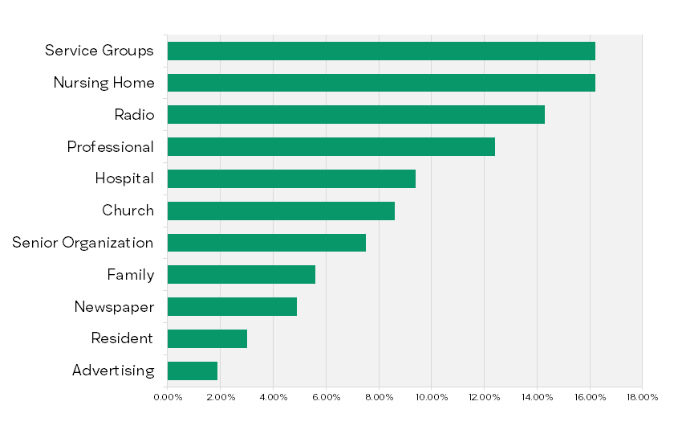 Service Groups
Nursing Home
Radio
Professional
Hospital
Church
Senior Organization
Family
Newspaper
Resident
Advertising
0.00% 2.00% 4.00% 6.00% 8.00% 10.00% 12.00% 14.00% 16.00% 18.00%